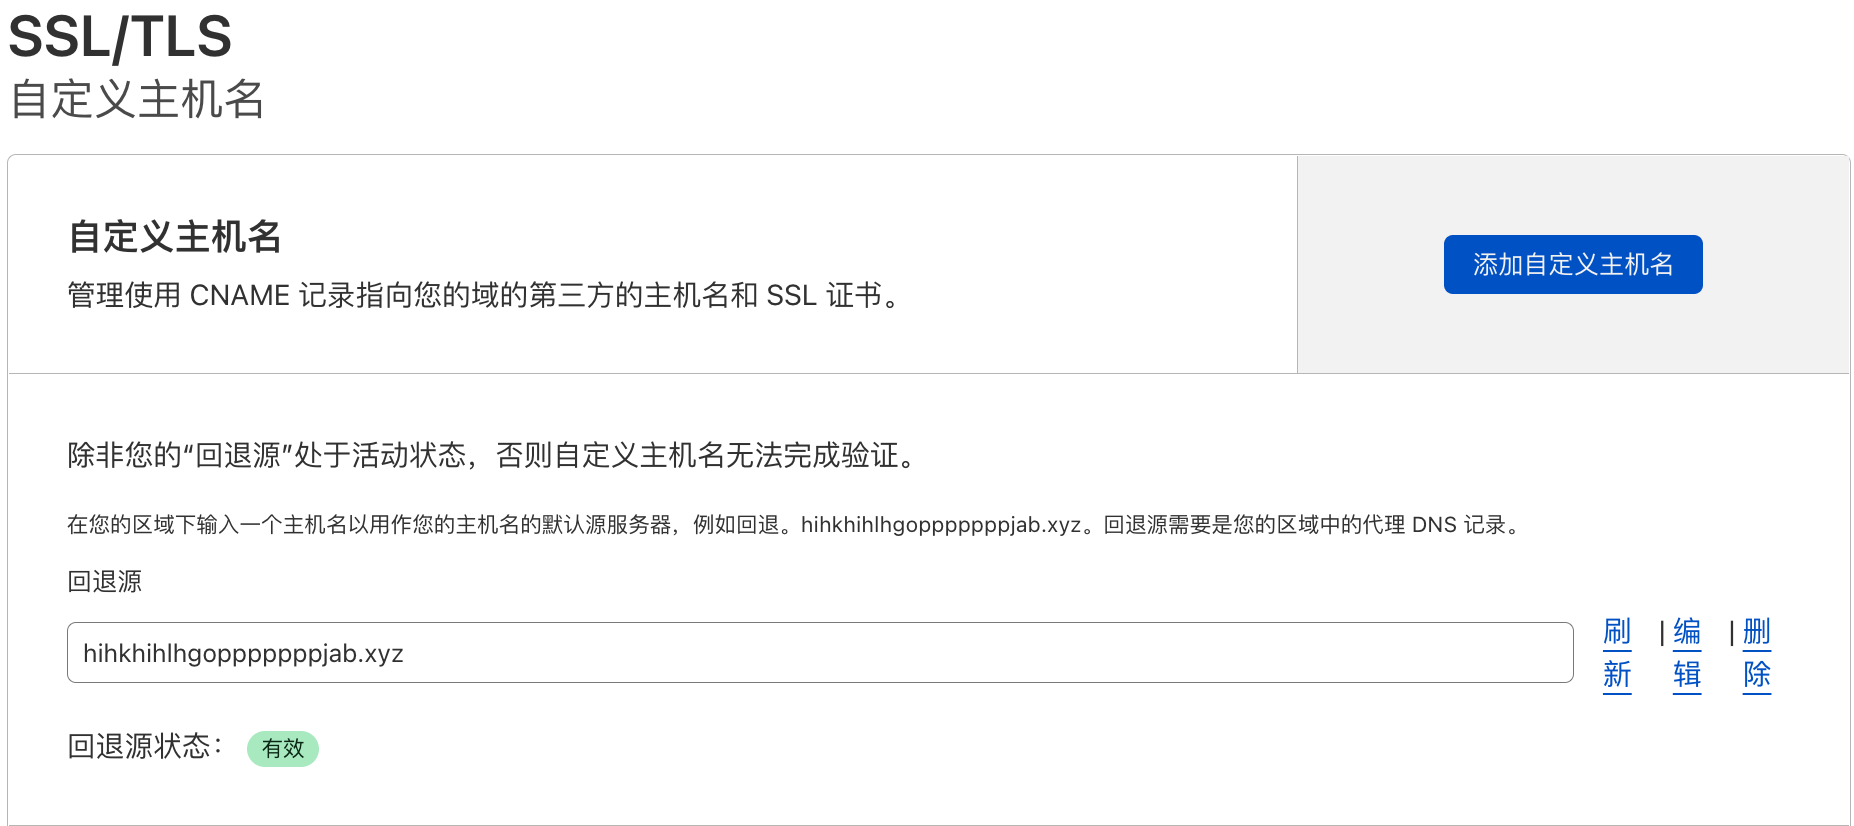 SSL/TLS
自定义主机名
自定义主机名
管理使用 CNAME 记录指向您的域的第三方的主机名和 SSL 证书。
添加自定义主机名
除非您的“回退源”处于活动状态，否则自定义主机名无法完成验证。
在您的区域下输入一个主机名以用作您的主机名的默认源服务器，例如回退。hihkhihlhgopppppppjab.xyz。回退源需要是您的区域中的代理 DNS 记录。
回退源
hihkhihlhgopppppppjab.xyz
刷新 | 编辑 | 删除
回退源状态： 有效